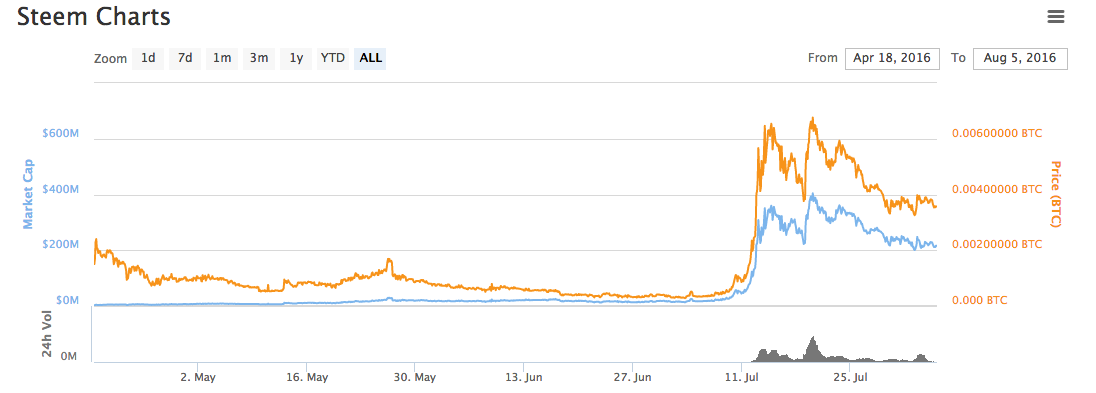 Steem Charts
Zoom 1d 7d 1m 3m 1y YTD ALL From Apr 18, 2016 To Aug 5, 2016
$600M 0.00600000 BTC
$400M 0.00400000 BTC
$200M 0.00200000 BTC
$0M 0.000 BTC
Market Cap
Price (BTC)
24h Vol
0M
2. May 16. May 30. May 13. Jun 27. Jun 11. Jul 25. Jul